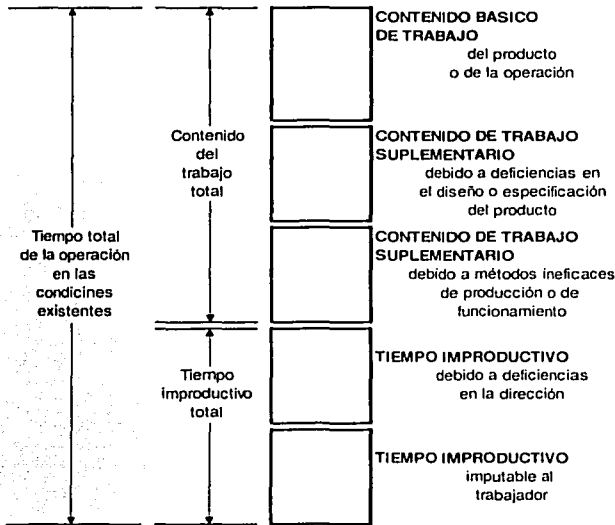 CONTENIDO BASICO
DE TRABAJO
del producto
o de la operación
Contenido
del
trabajo
total
CONTENIDO DE TRABAJO
SUPLEMENTARIO
debido a deficiencias en
el diseño o especificación
del producto
Tiempo total
de la operación
en las
condicines
existentes
CONTENIDO DE TRABAJO
SUPLEMENTARIO
debido a métodos ineficaces
de producción o de
funcionamiento
Tiempo
improductivo
total
TIEMPO IMPRODUCTIVO
debido a deficiencias
en la dirección
TIEMPO IMPRODUCTIVO
imputable al
trabajador